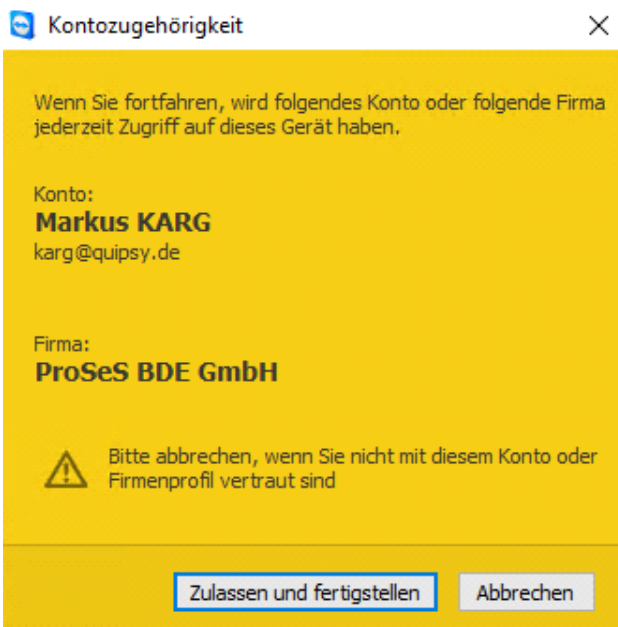 Kontozugehörigkeit
Wenn Sie fortfahren, wird folgendes Konto oder folgende Firma
jederzeit Zugriff auf dieses Gerät haben.
Konto:
Markus KARG
karg@quipsy.de
Firma:
ProSeS BDE GmbH
Bitte abbrechen, wenn Sie nicht mit diesem Konto oder
Firmenprofil vertraut sind
Zulassen und fertigstellen Abbrechen